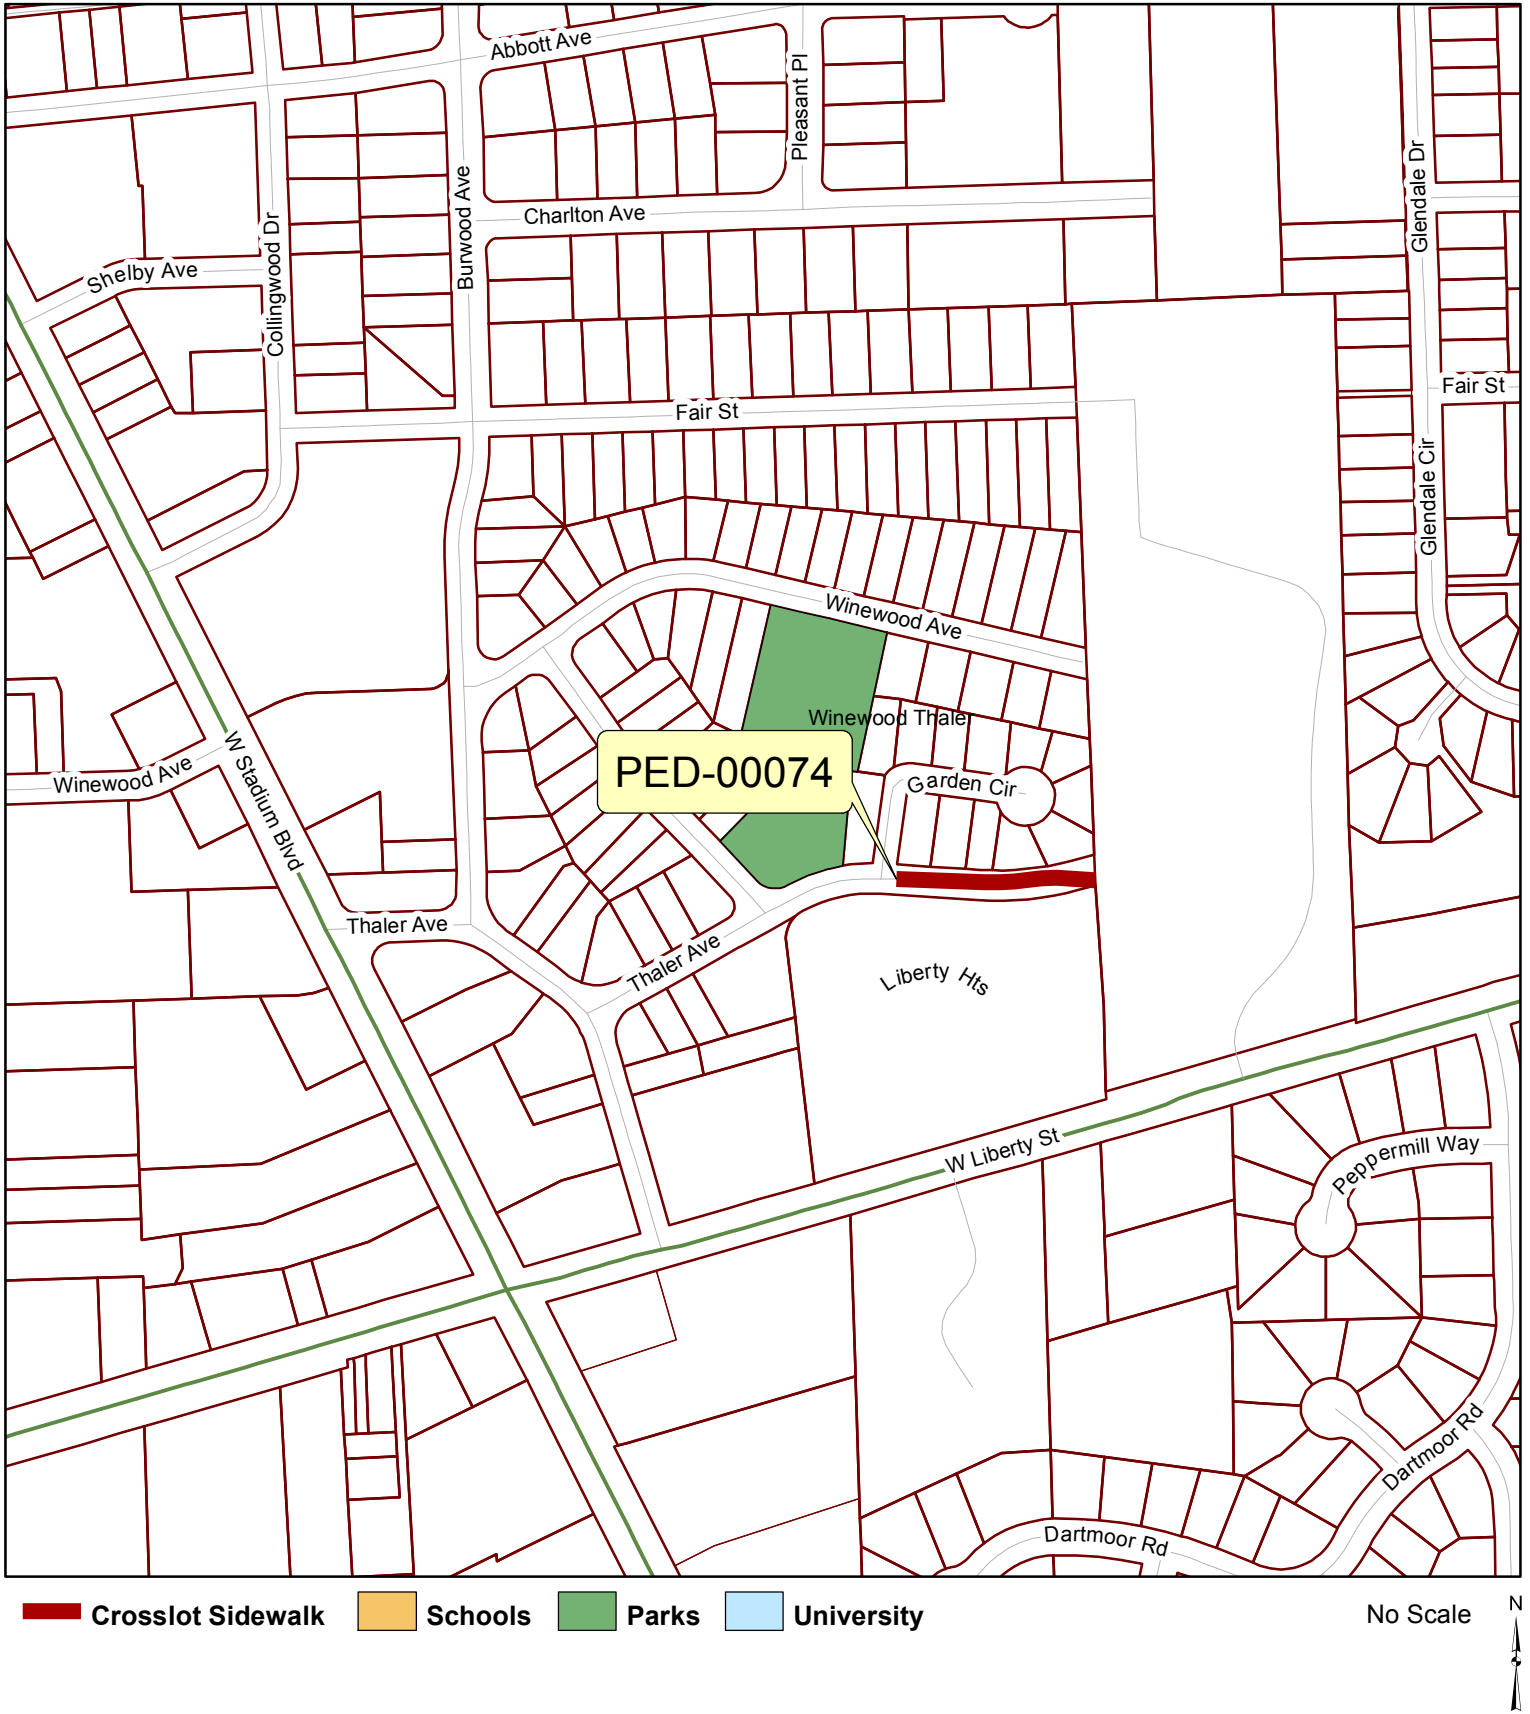 Abbott Ave
Pleasant Pl
Glendale Dr
Burwood Ave
Charlton Ave
Collingwood Dr
Shelby Ave
Fair St
Fair St
Glendale Cir
Winewood Ave
Winewood Thaler
PED-00074
Garden Cir
Winewood Ave
W Stadium Blvd
Thaler Ave
Thaler Ave
Liberty Hts
W Liberty St
Peppermill Way
Dartmoor Rd
Dartmoor Rd
Crosslot Sidewalk
Schools
Parks
University
No Scale
N